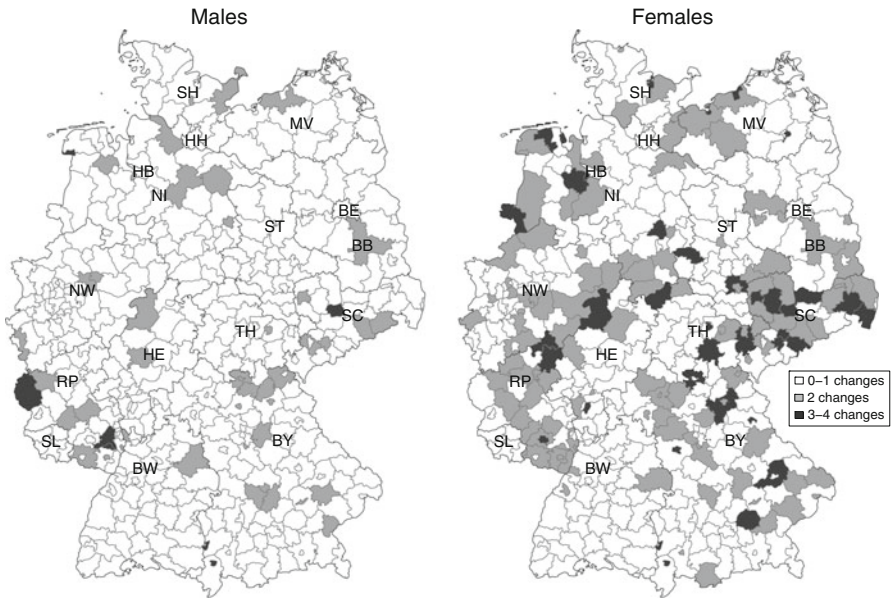 Males
SH
HH
MV
HB
NI
ST
BE
BB
NW
HE
TH
SC
RP
SL
BW
BY
Females
SH
HH
MV
HB
NI
ST
BE
BB
NW
HE
TH
SC
RP
SL
BW
BY
0–1 changes
2 changes
3–4 changes